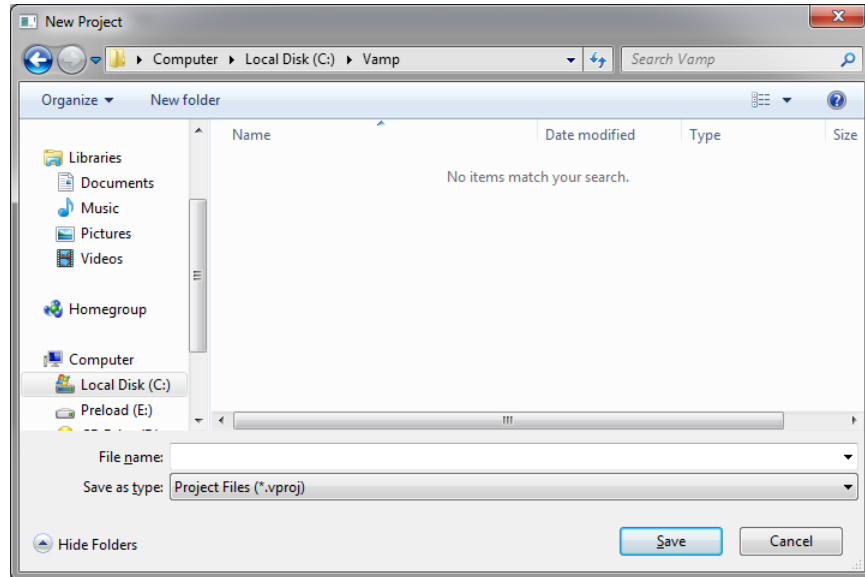 New Project
Computer Local Disk (C:) Vamp
Search Vamp
Organize New folder
Name Date modified Type Size
No items match your search.
Libraries
Documents
Music
Pictures
Videos
Homegroup
Computer
Local Disk (C:)
Preload (E:)
File name:
Save as type: Project Files (*.vproj)
Hide Folders
Save Cancel